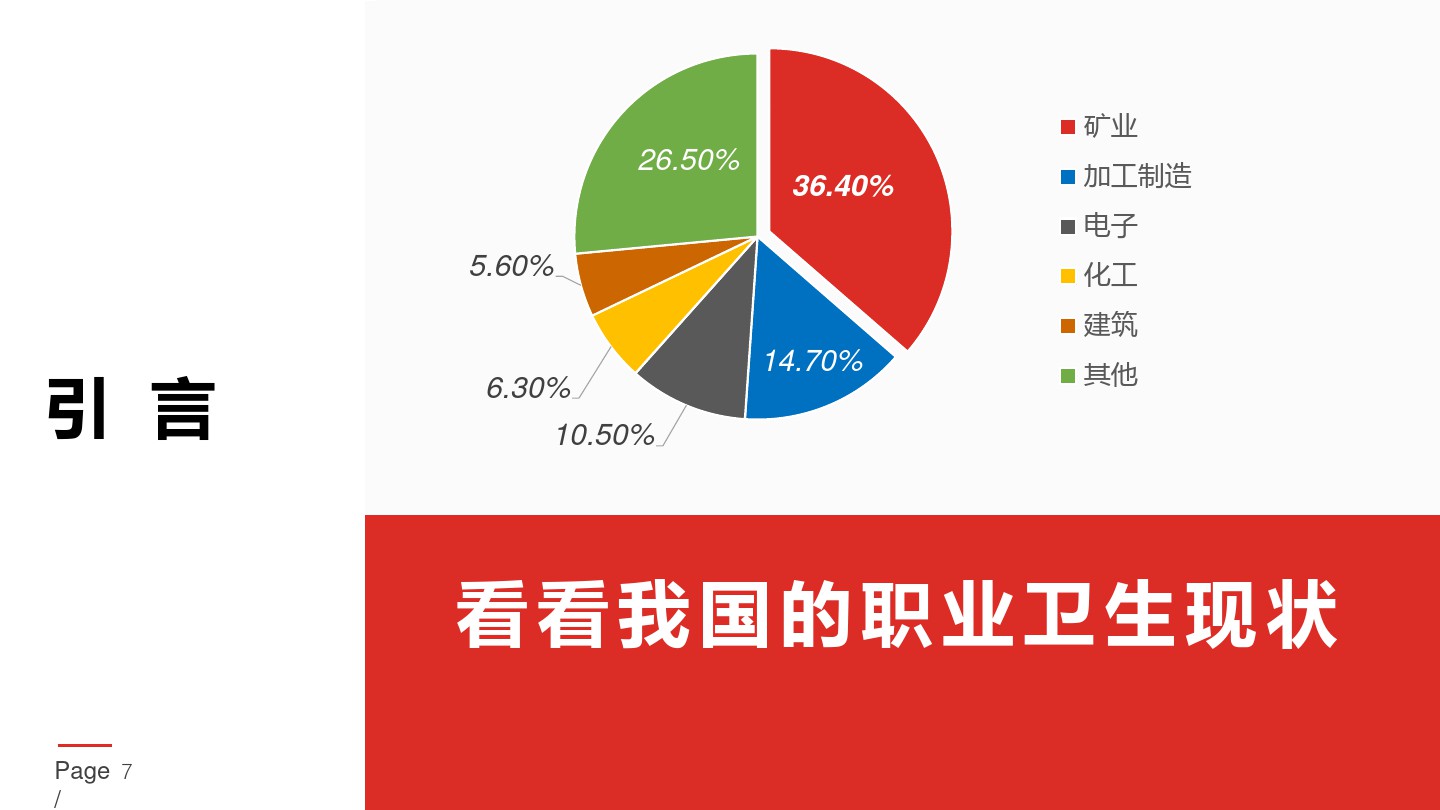 引 言
26.50%
36.40%
5.60%
14.70%
6.30%
10.50%
矿业
加工制造
电子
化工
建筑
其他
看看我国的职业卫生现状
Page 7
/